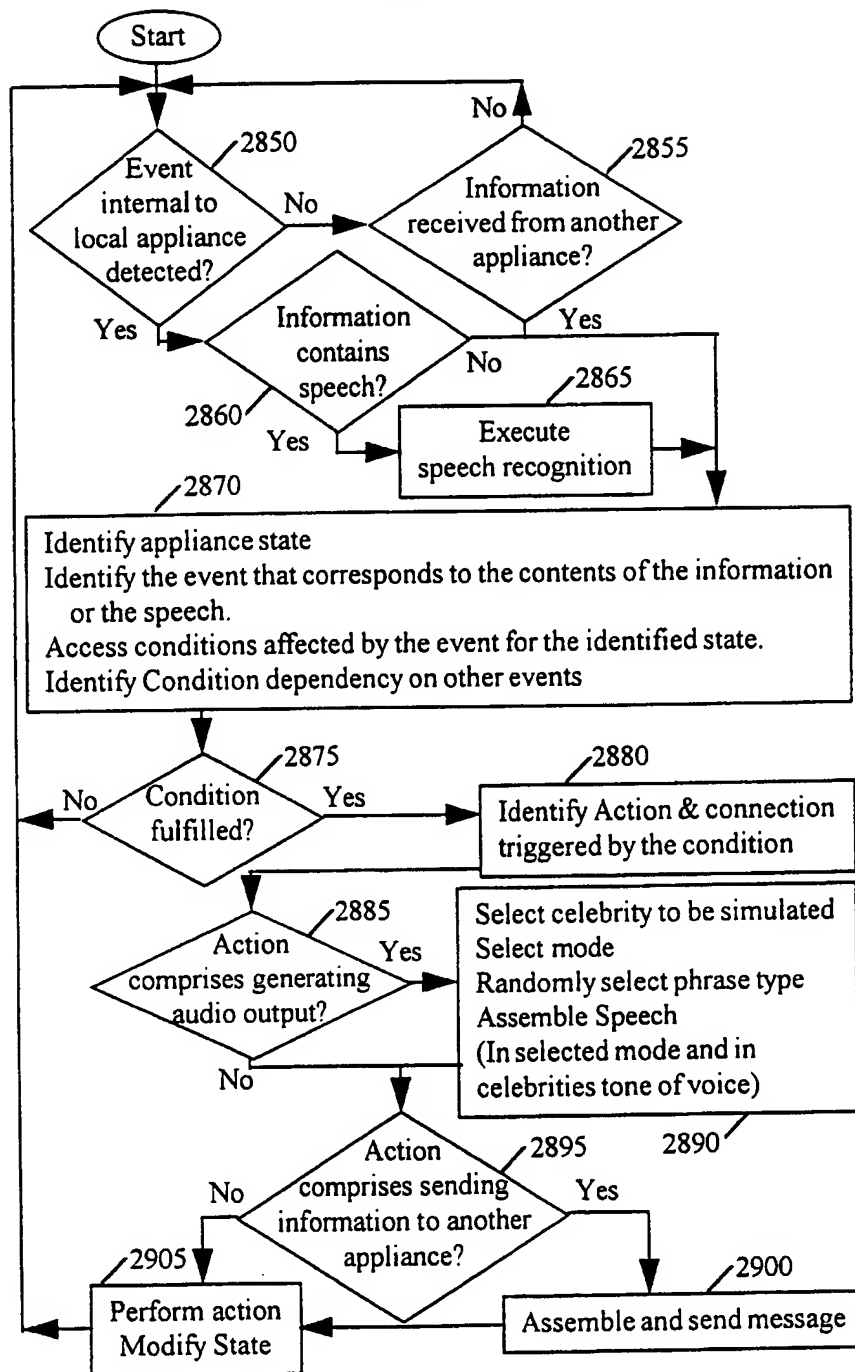 Start
No
2850
2855
Event
internal to
local appliance
detected?
No
Information
received from another
appliance?
Yes
Information
contains
speech?
No
Yes
2860
2865
Yes
Execute
speech recognition
2870
Identify appliance state
Identify the event that corresponds to the contents of the information
or the speech.
Access conditions affected by the event for the identified state.
Identify Condition dependency on other events
2875
2880
No
Condition
fulfilled?
Yes
Identify Action & connection
triggered by the condition
2885
Action
comprises generating
audio output?
Yes
No
Select celebrity to be simulated
Select mode
Randomly select phrase type
Assemble Speech
(In selected mode and in
celebrities tone of voice)
2890
2895
No
Action
comprises sending
information to another
appliance?
Yes
2905
2900
Perform action
Modify State
Assemble and send message